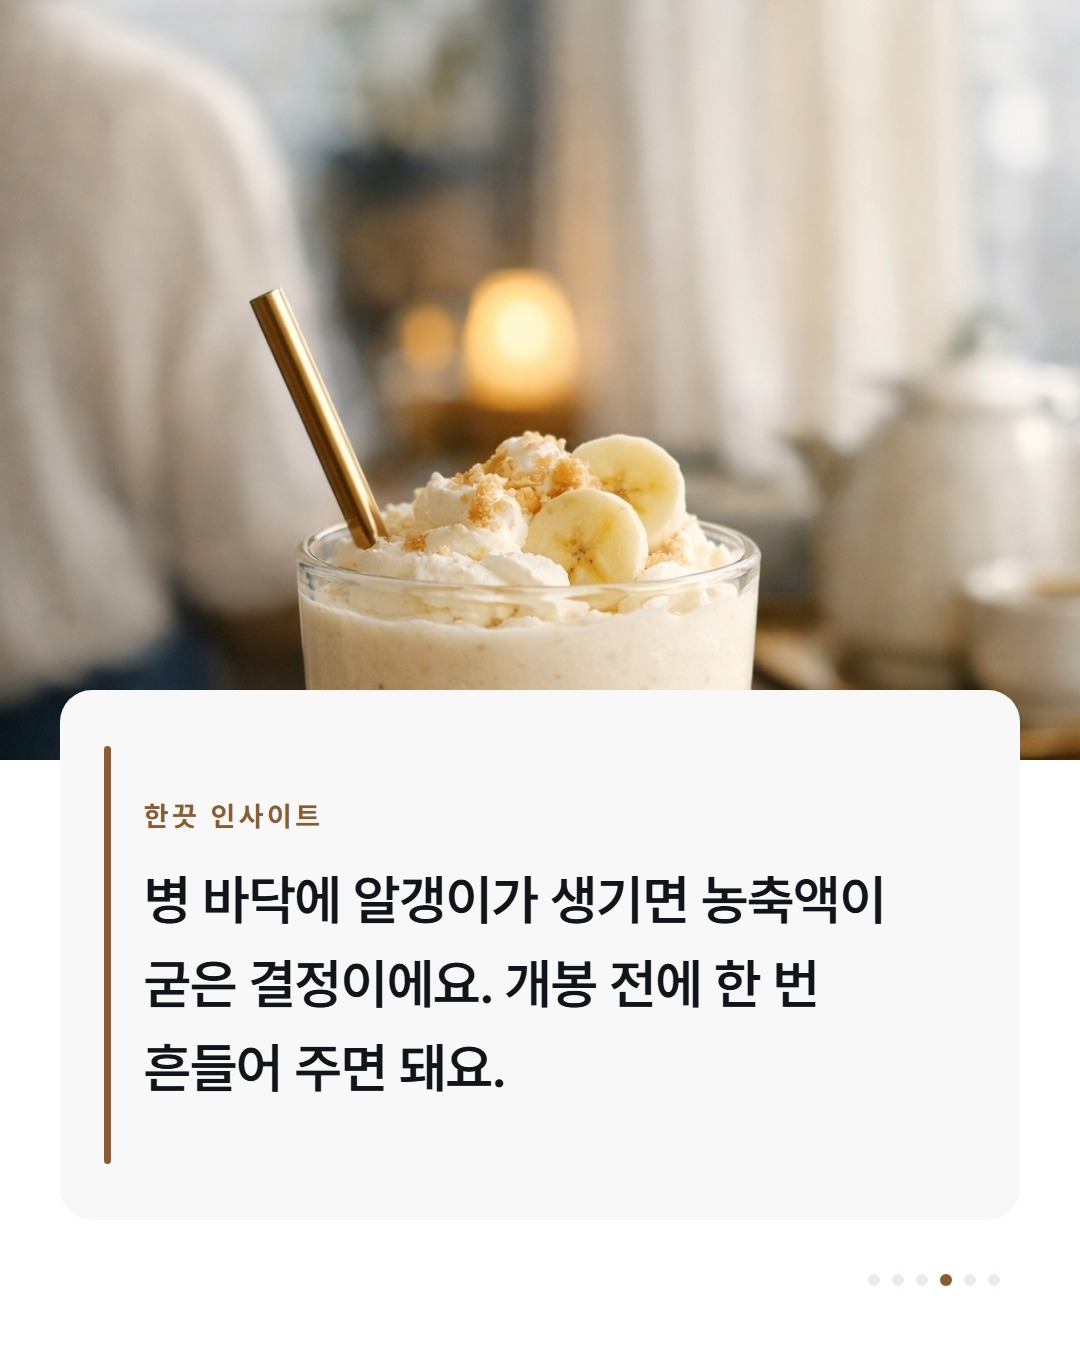 한끗 인사이트
병 바닥에 알갱이가 생기면 농축액이
굳은 결정이에요. 개봉 전에 한 번
흔들어 주면 돼요.